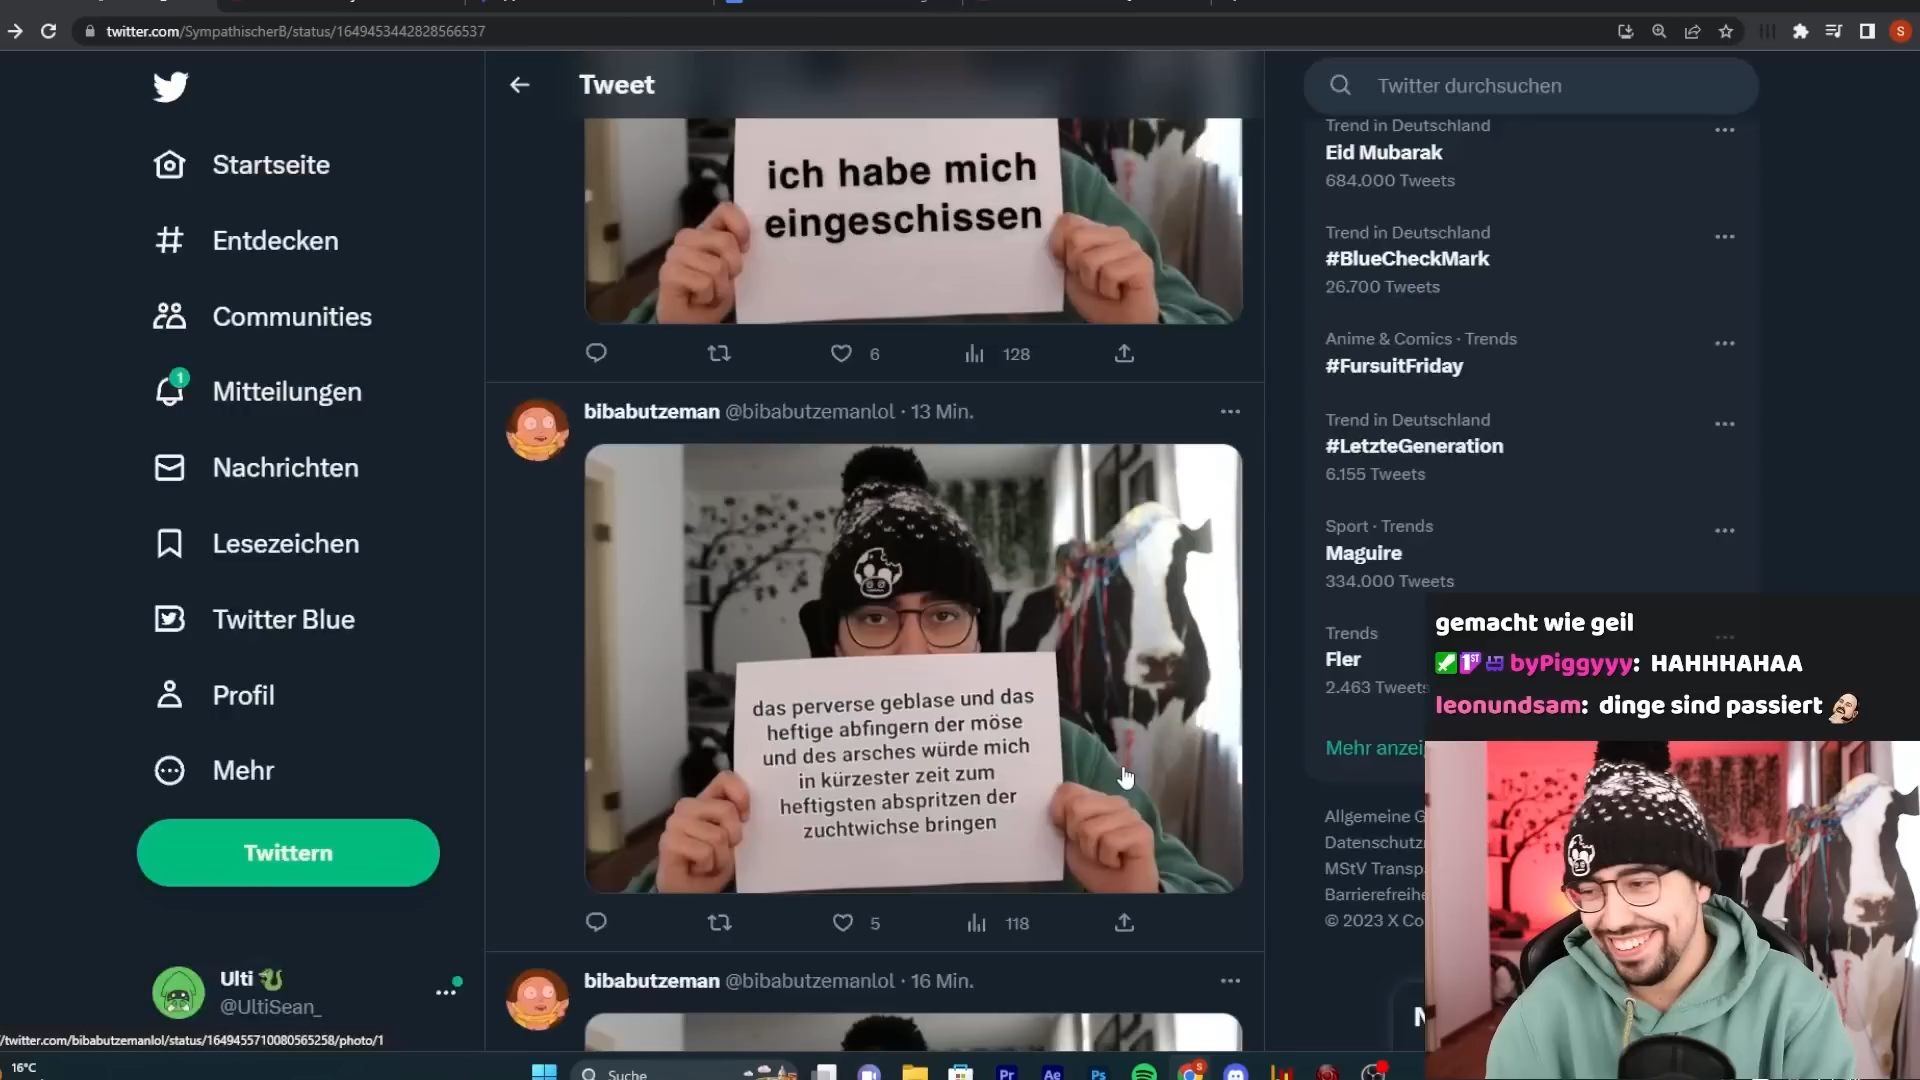 twitter.com/SympathischerB/status/1649453442828566537
S
Startseite
Entdecken
Communities
1
Mitteilungen
Nachrichten
Lesezeichen
Twitter Blue
Profil
Mehr
Twittern
Ulti
@UltiSean_
/twitter.com/bibabutzemanlol/status/1649455710080565258/photo/1
Tweet
ich habe mich
eingeschissen
6
128
bibabutzeman @bibabutzemanlol · 13 Min.
das perverse geblase und das
heftige abfingern der möse
und des arsches würde mich
in kürzester zeit zum
heftigsten abspritzen der
zuchtwichse bringen
5
118
bibabutzeman @bibabutzemanlol · 16 Min.
Twitter durchsuchen
Trend in Deutschland
Eid Mubarak
684.000 Tweets
Trend in Deutschland
#BlueCheckMark
26.700 Tweets
Anime & Comics · Trends
#FursuitFriday
Trend in Deutschland
#LetzteGeneration
6.155 Tweets
Sport · Trends
Maguire
334.000 Tweets
Trends
Fler
2.463 Tweets
Mehr anzei
Allgemeine G
Datenschutz
MStV Transp
Barrierefreihe
© 2023 X Co
gemacht wie geil
1ST byPiggyyy: HAHHHAHAA
leonundsam: dinge sind passiert
16°C
Suche
Pr
Ae
Ps